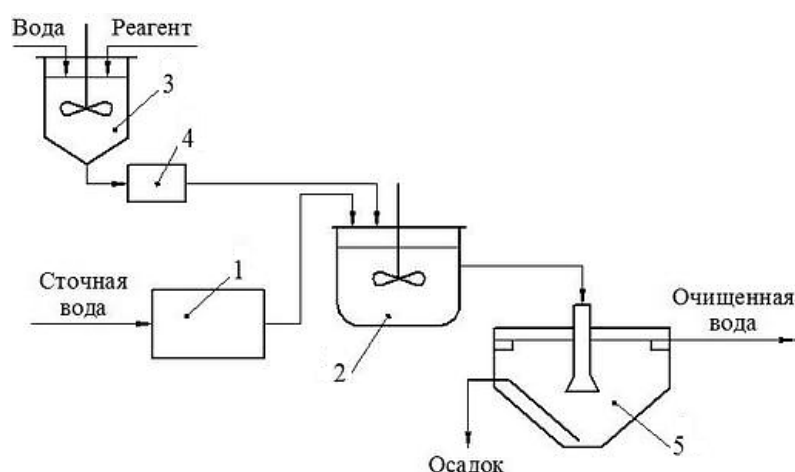 Вода
Реагент
3
4
Сточная
вода
1
2
Очищенная
вода
5
Осадок